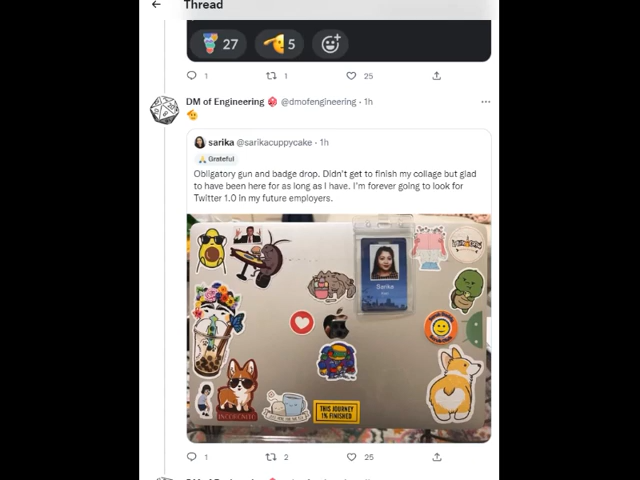 Thread
27
5
1
1
25
DM of Engineering @dmofengineering · 1h
sarika @sarikacuppycake · 1h
Grateful
Obligatory gun and badge drop. Didn't get to finish my collage but glad
to have been here for as long as I have. I'm forever going to look for
Twitter 1.0 in my future employers.
Sarika
INCORGNITO
THIS JOURNEY
1% FINISHED
1
2
25